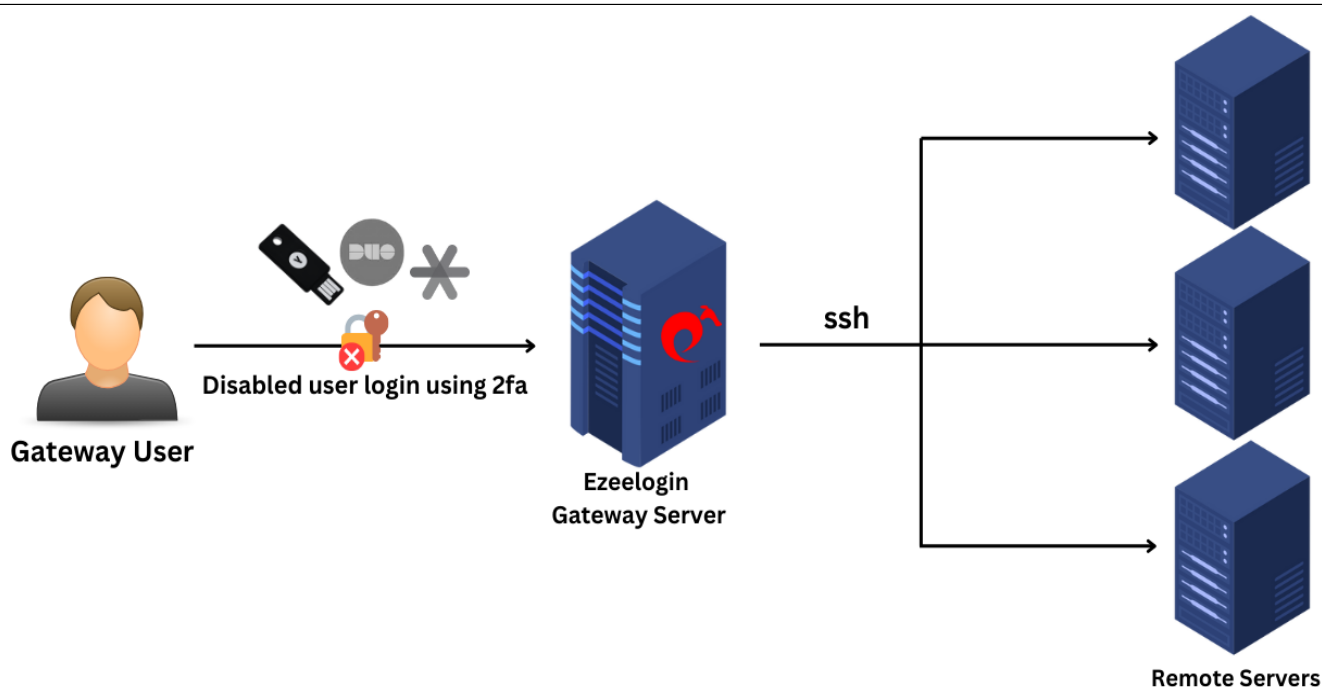 DUO
ssh
Disabled user login using 2fa
Gateway User
Ezeelogin
Gateway Server
Remote Servers